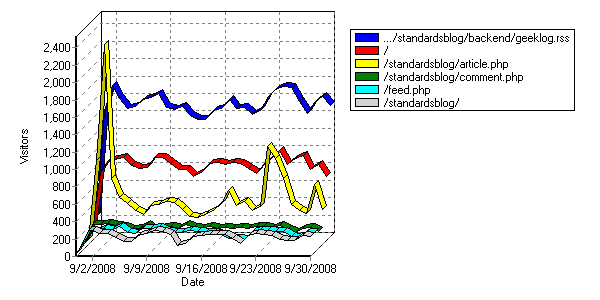 2,400
2,200
2,000
1,800
1,600
1,400
1,200
1,000
800
600
400
200
0
Visitors
9/2/2008 9/9/2008 9/16/2008 9/23/2008 9/30/2008
Date
.../standardsblog/backend/geeklog.rss
/
/standardsblog/article.php
/standardsblog/comment.php
/feed.php
/standardsblog/